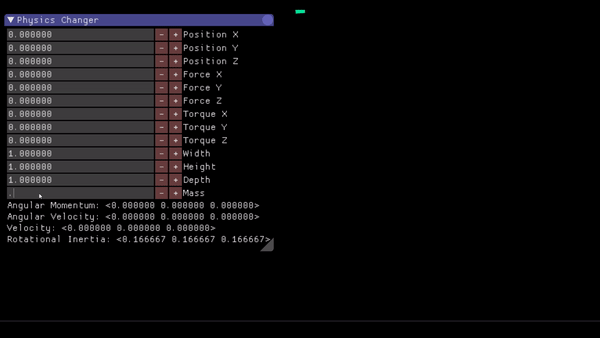 Physics Changer
0.000000 - + Position X
0.000000 - + Position Y
0.000000 - + Position Z
0.000000 - + Force X
0.000000 - + Force Y
0.000000 - + Force Z
0.000000 - + Torque X
0.000000 - + Torque Y
0.000000 - + Torque Z
1.000000 - + Width
1.000000 - + Height
1.000000 - + Depth
. - + Mass
Angular Momentum: <0.000000 0.000000 0.000000>
Angular Velocity: <0.000000 0.000000 0.000000>
Velocity: <0.000000 0.000000 0.000000>
Rotational Inertia: <0.166667 0.166667 0.166667>